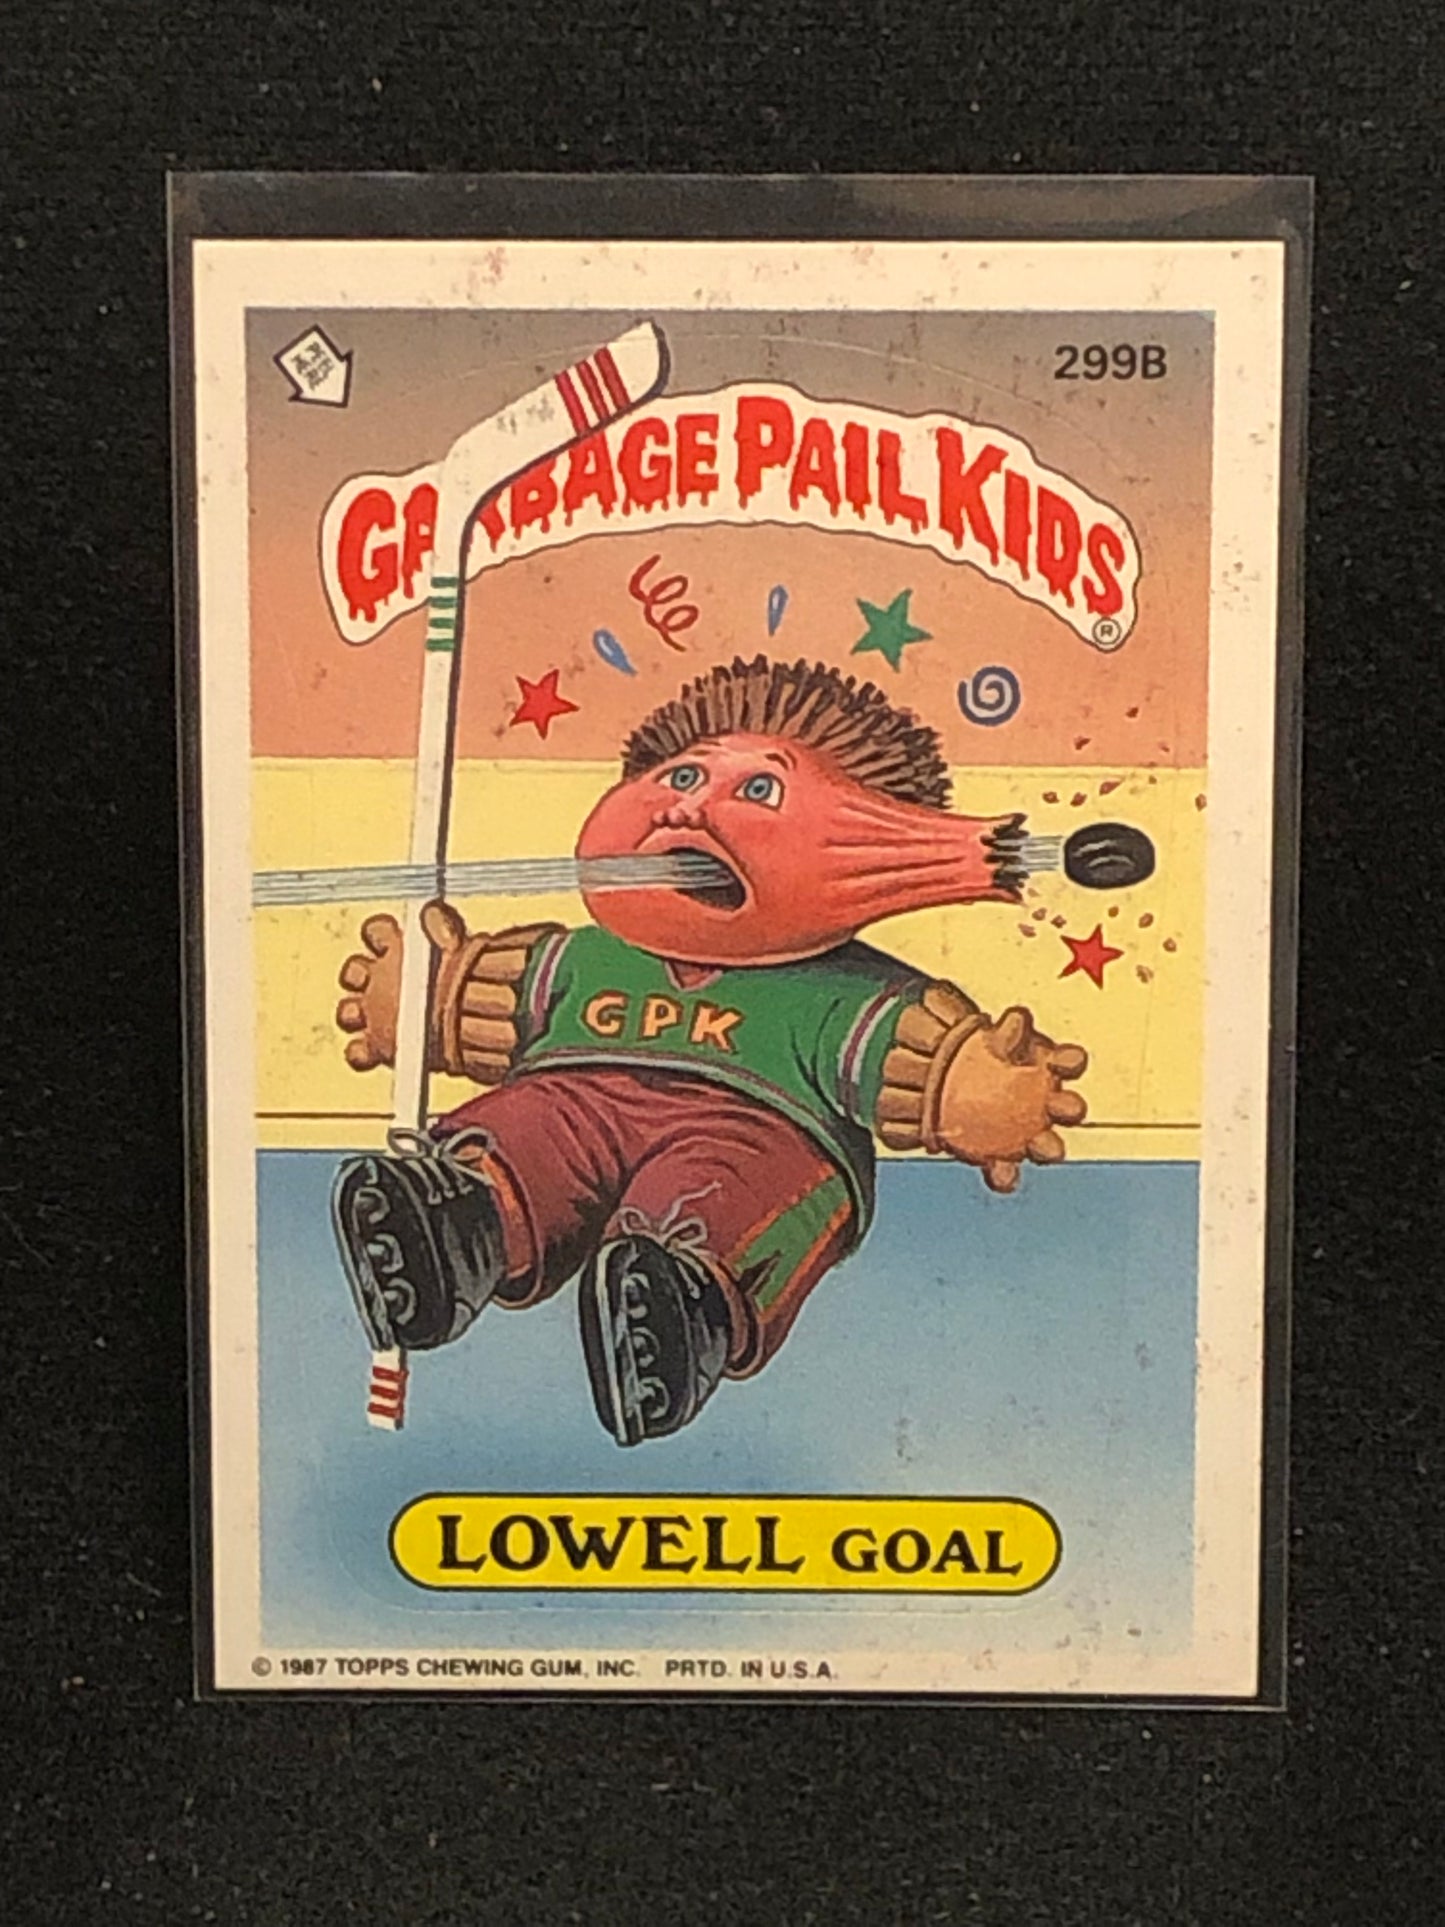 299B
GARBAGE PAIL KIDS
®
GPK
LOWELL GOAL
© 1987 TOPPS CHEWING GUM, INC. PRTD. IN U.S.A.